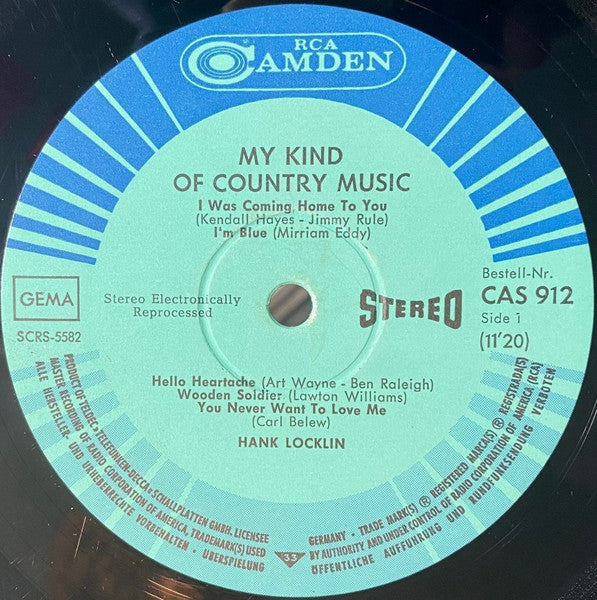 RCA
CAMDEN
MY KIND
OF COUNTRY MUSIC
I Was Coming Home To You
(Kendall Hayes - Jimmy Rule)
I'm Blue (Mirriam Eddy)
GEMA
SCRS-5582
Stereo Electronically
Reprocessed
STEREO
Bestell-Nr.
CAS 912
Side 1
(11'20)
Hello Heartache (Art Wayne - Ben Raleigh)
Wooden Soldier (Lawton Williams)
You Never Want To Love Me
(Carl Belew)
HANK LOCKLIN
PRODUCT OF TELDEC »TELEFUNKEN-DECCA« SCHALLPLATTEN GMBH. LICENSEE
MASTER RECORDING OF RADIO CORPORATION OF AMERICA, TRADEMARK(S) USED
ALLE HERSTELLER- UND URHEBERRECHTE VORBEHALTEN · ÜBERSPIELUNG
33
GERMANY · TRADE MARK(S) ® REGISTERED MARCA(S) ® REGISTRADA(S)
BY AUTHORITY AND UNDER CONTROL OF RADIO CORPORATION OF AMERICA (RCA)
ÖFFENTLICHE AUFFÜHRUNG UND RUNDFUNKSENDUNG VERBOTEN